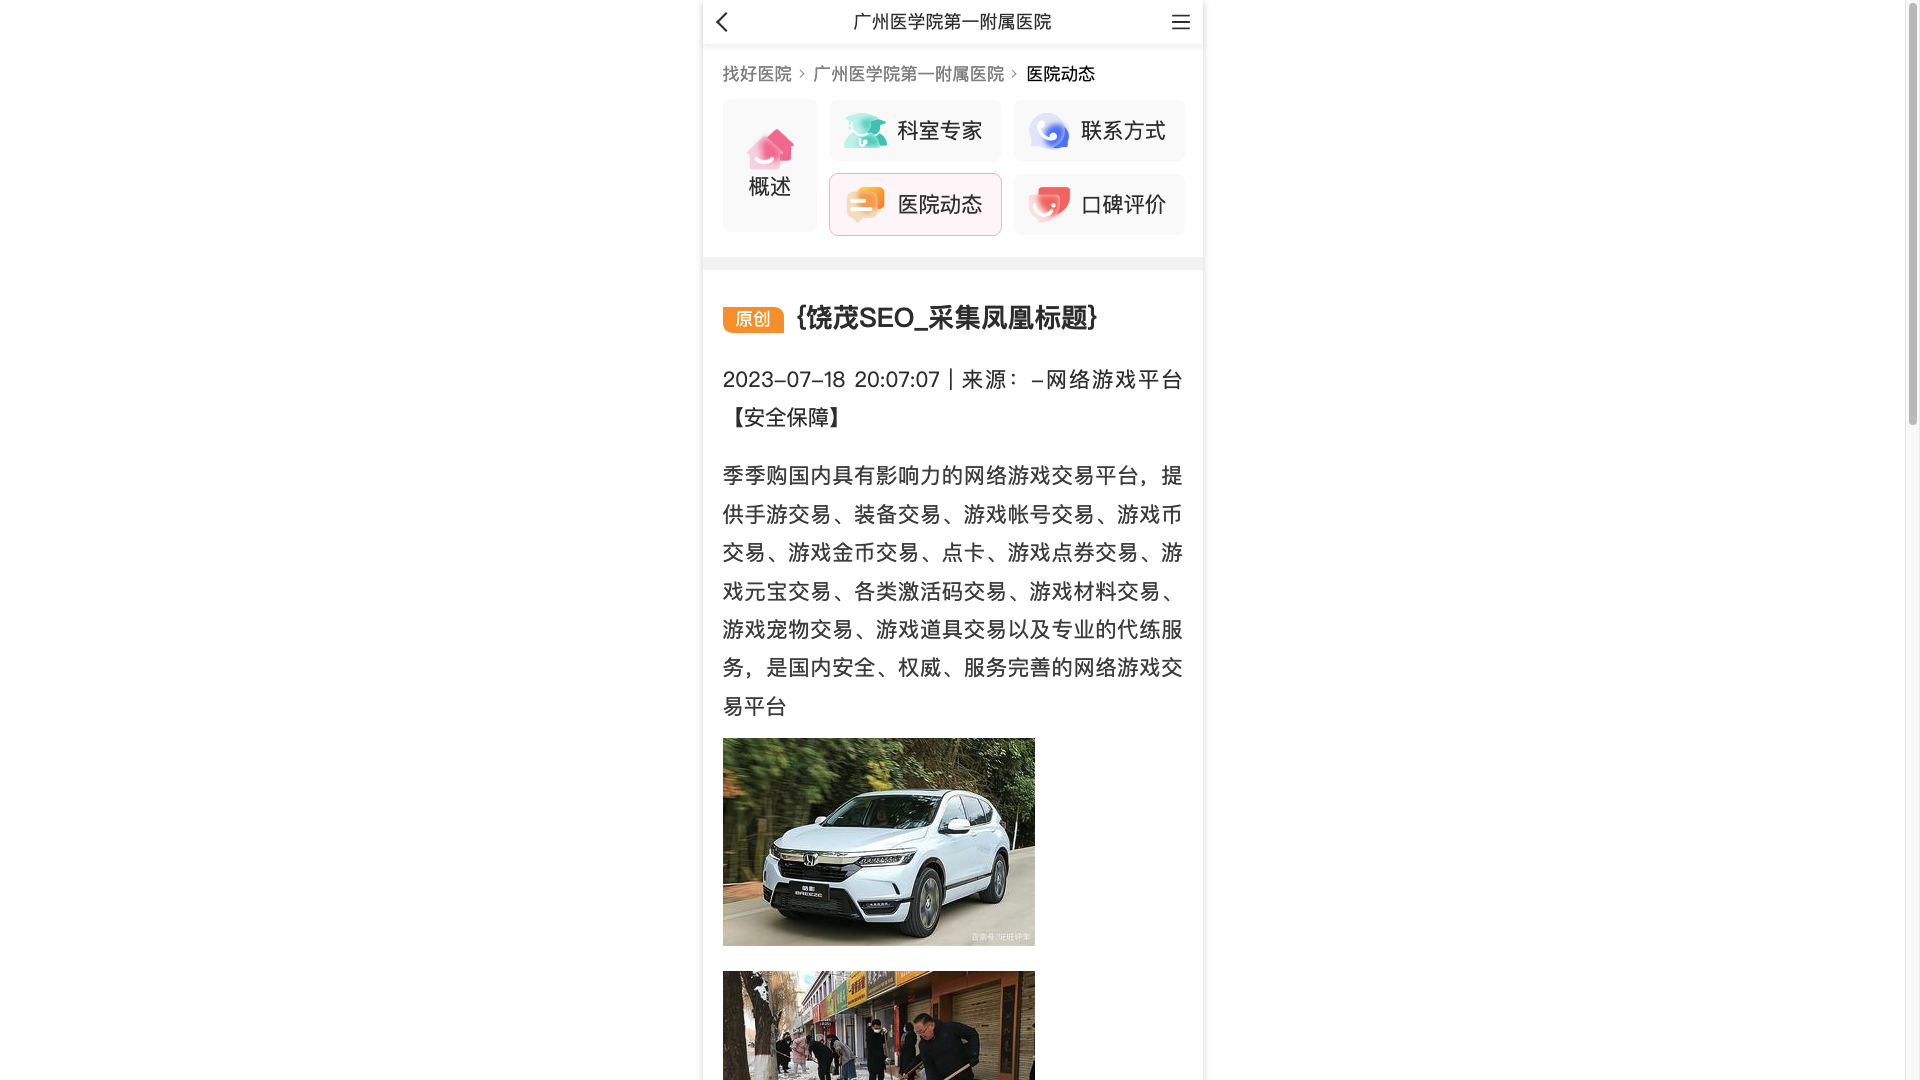 广州医学院第一附属医院
找好医院 > 广州医学院第一附属医院 > 医院动态
概述
科室专家
联系方式
医院动态
口碑评价
原创 {饶茂SEO_采集凤凰标题}
2023-07-18 20:07:07 | 来源：-网络游戏平台
【安全保障】
季季购国内具有影响力的网络游戏交易平台，提
供手游交易、装备交易、游戏帐号交易、游戏币
交易、游戏金币交易、点卡、游戏点券交易、游
戏元宝交易、各类激活码交易、游戏材料交易、
游戏宠物交易、游戏道具交易以及专业的代练服
务，是国内安全、权威、服务完善的网络游戏交
易平台
皓影
BREEZE